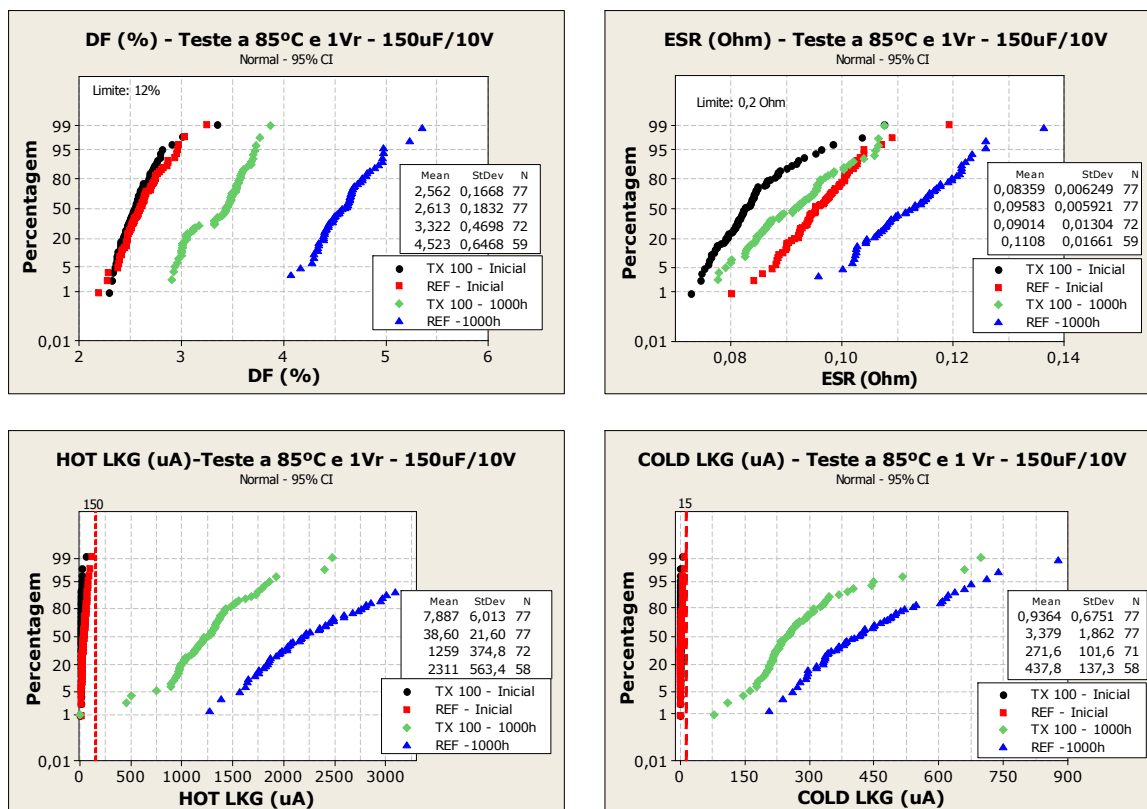 DF (%) - Teste a 85ºC e 1Vr - 150uF/10V
Normal - 95% CI
Limite: 12%
Percentagem
99
95
80
50
20
5
1
0,01
2 3 4 5 6
DF (%)
Mean StDev N
2,562 0,1668 77
2,613 0,1832 77
3,322 0,4698 72
4,523 0,6468 59
TX 100 - Inicial
REF - Inicial
TX 100 - 1000h
REF -1000h
ESR (Ohm) - Teste a 85ºC e 1Vr - 150uF/10V
Normal - 95% CI
Limite: 0,2 Ohm
Percentagem
99
95
80
50
20
5
1
0,01
0,08 0,10 0,12 0,14
ESR (Ohm)
Mean StDev N
0,08359 0,006249 77
0,09583 0,005921 77
0,09014 0,01304 72
0,1108 0,01661 59
TX 100 - Inicial
REF - Inicial
TX 100 - 1000h
REF -1000h
HOT LKG (uA)-Teste a 85ºC e 1Vr - 150uF/10V
Normal - 95% CI
150
Percentagem
99
95
80
50
20
5
1
0,01
0 500 1000 1500 2000 2500 3000
HOT LKG (uA)
Mean StDev N
7,887 6,013 77
38,60 21,60 77
1259 374,8 72
2311 563,4 58
TX 100 - Inicial
REF - Inicial
TX 100 - 1000h
REF -1000h
COLD LKG (uA) - Teste a 85ºC e 1 Vr - 150uF/10V
Normal - 95% CI
15
Percentagem
99
95
80
50
20
5
1
0,01
0 150 300 450 600 750 900
COLD LKG (uA)
Mean StDev N
0,9364 0,6751 77
3,379 1,862 77
271,6 101,6 71
437,8 137,3 58
TX 100 - Inicial
REF - Inicial
TX 100 - 1000h
REF -1000h